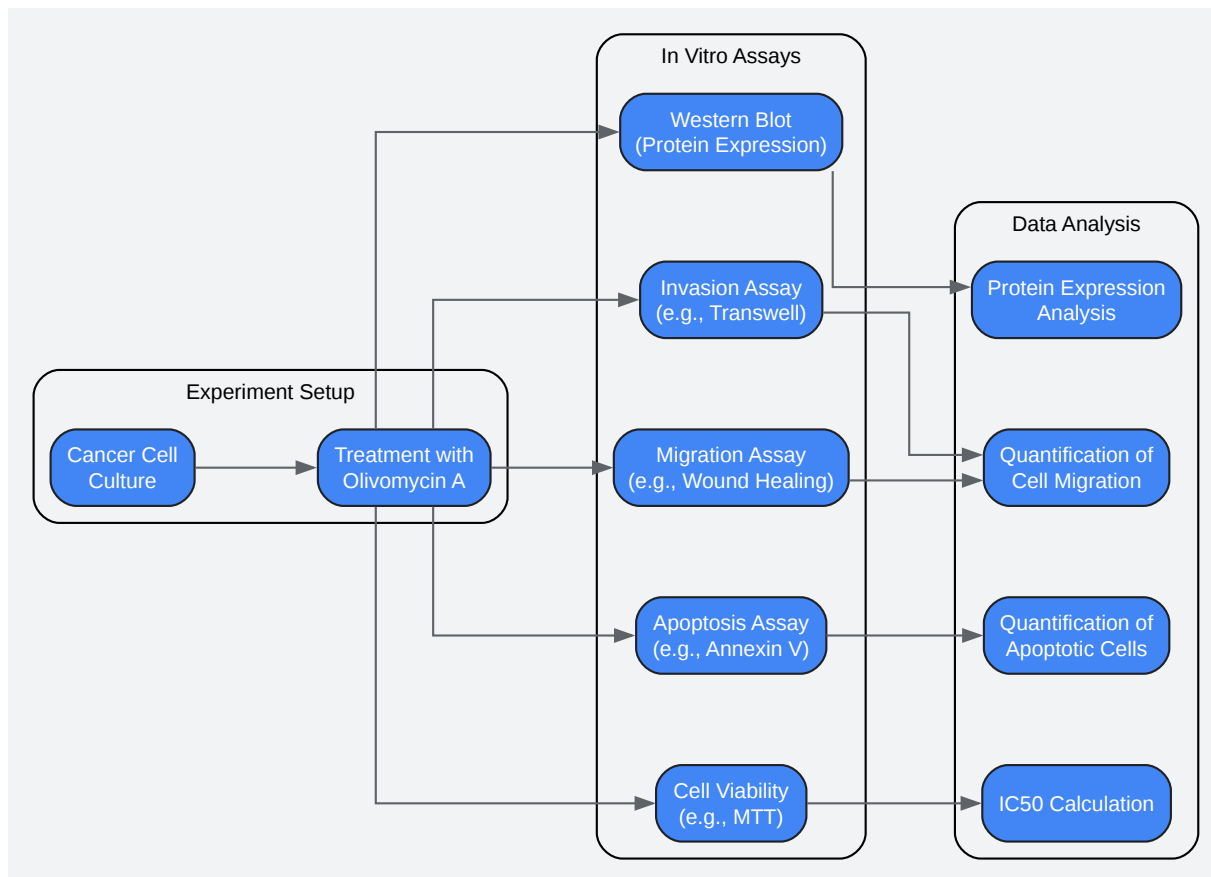 In Vitro Assays
Western Blot
(Protein Expression)
Data Analysis
Invasion Assay
(e.g., Transwell)
Protein Expression
Analysis
Experiment Setup
Cancer Cell
Culture
Treatment with
Olivomycin A
Migration Assay
(e.g., Wound Healing)
Quantification of
Cell Migration
Apoptosis Assay
(e.g., Annexin V)
Quantification of
Apoptotic Cells
Cell Viability
(e.g., MTT)
IC50 Calculation